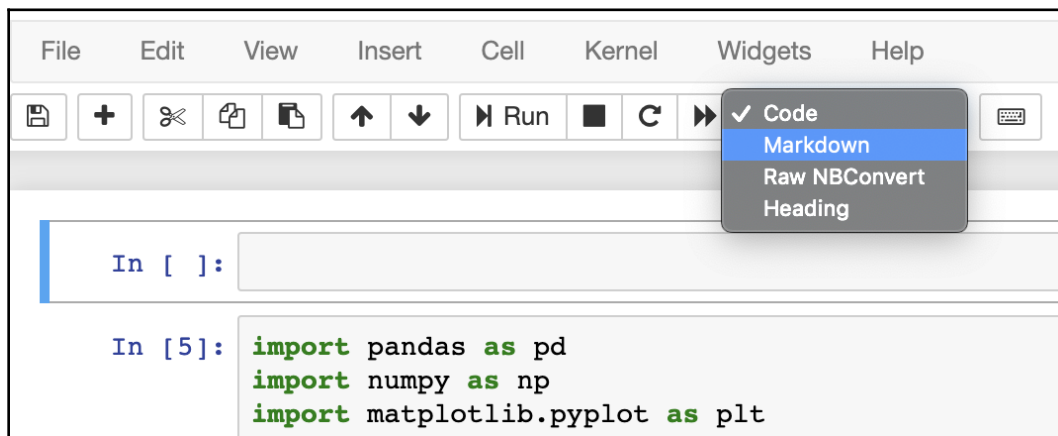 File Edit View Insert Cell Kernel Widgets Help
Run
✓ Code
Markdown
Raw NBConvert
Heading
In [ ]:
In [5]: import pandas as pd
import numpy as np
import matplotlib.pyplot as plt